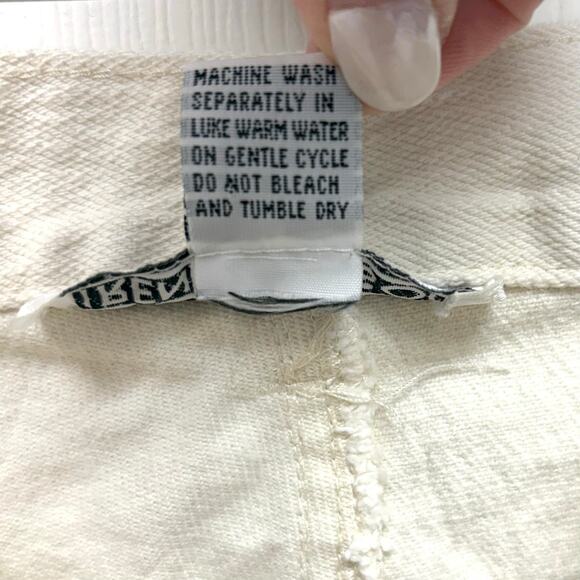 MACHINE WASH
SEPARATELY IN
LUKE WARM WATER
ON GENTLE CYCLE
DO NOT BLEACH
AND TUMBLE DRY